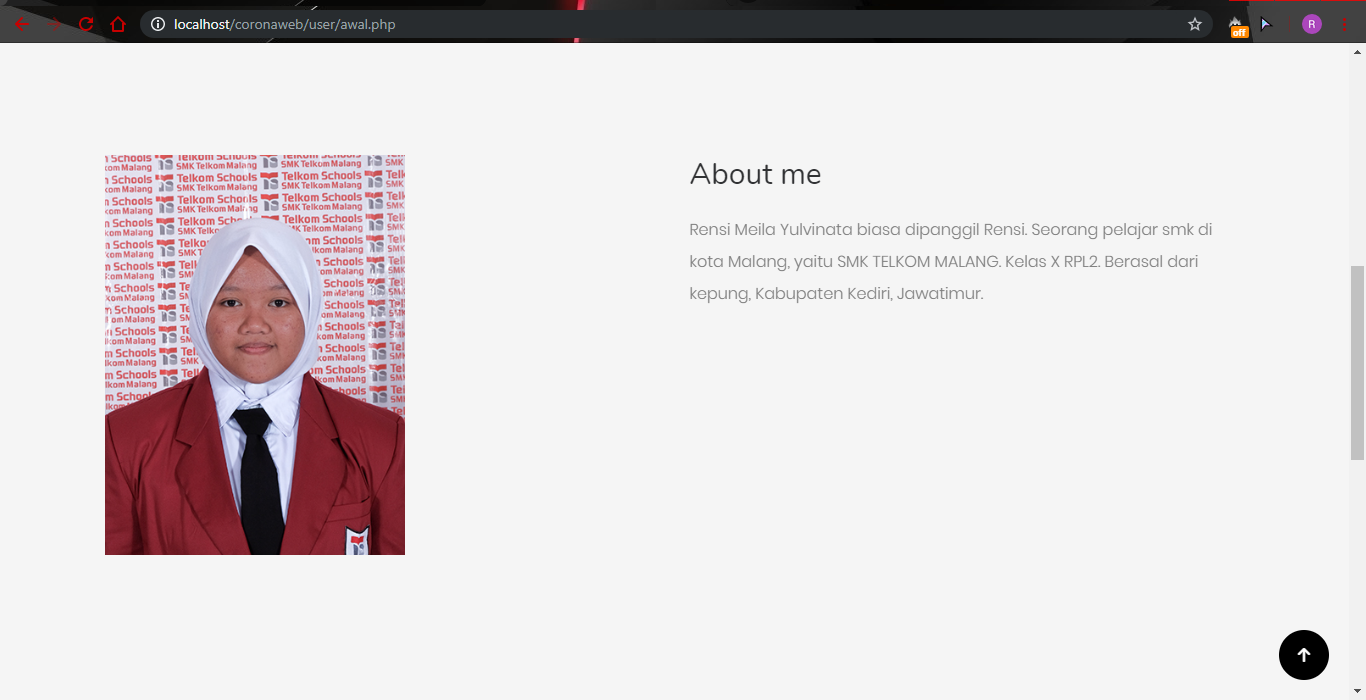 localhost/coronaweb/user/awal.php
off
R
Telkom Schools
SMK Telkom Malang
About me
Rensi Meila Yulvinata biasa dipanggil Rensi. Seorang pelajar smk di
kota Malang, yaitu SMK TELKOM MALANG. Kelas X RPL2. Berasal dari
kepung, Kabupaten Kediri, Jawatimur.